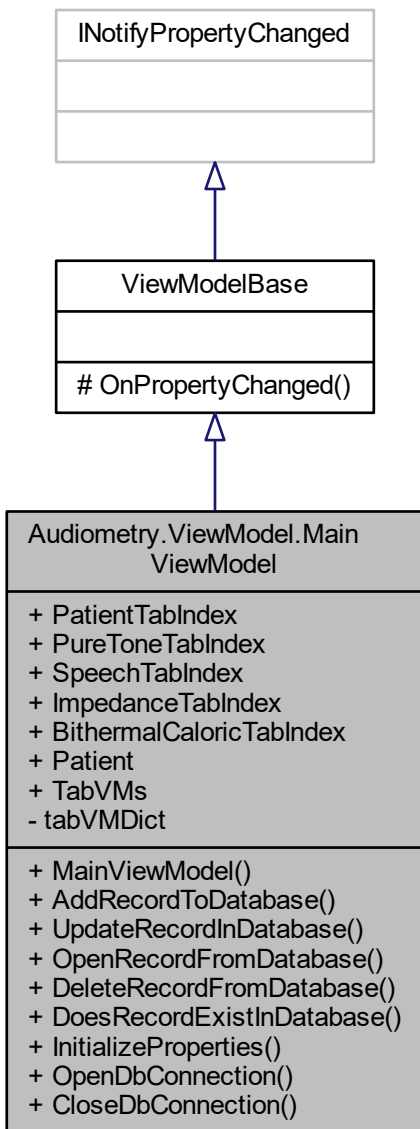 INotifyPropertyChanged
ViewModelBase
# OnPropertyChanged()
Audiometry.ViewModel.Main
ViewModel
+ PatientTabIndex
+ PureToneTabIndex
+ SpeechTabIndex
+ ImpedanceTabIndex
+ BithermalCaloricTabIndex
+ Patient
+ TabVMs
- tabVMDict
+ MainViewModel()
+ AddRecordToDatabase()
+ UpdateRecordInDatabase()
+ OpenRecordFromDatabase()
+ DeleteRecordFromDatabase()
+ DoesRecordExistInDatabase()
+ InitializeProperties()
+ OpenDbConnection()
+ CloseDbConnection()